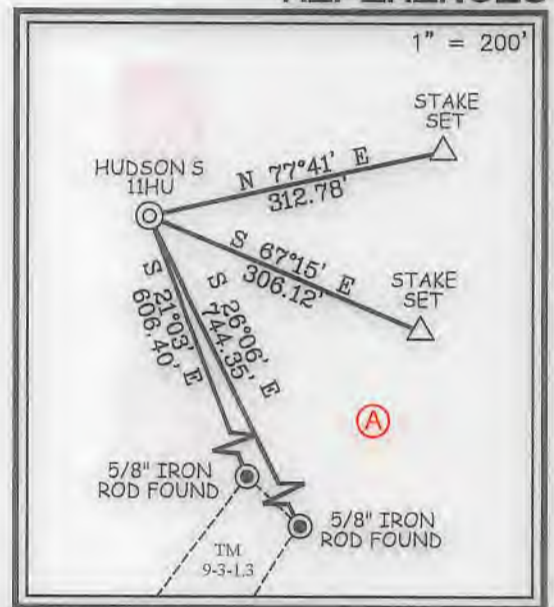 1" = 200'
STAKE
SET
HUDSON S
11HU
N 77°41' E
312.78'
S 67°15' E
306.12'
STAKE
SET
S 21°03' E
606.40'
S 26°06' E
744.35'
A
5/8" IRON
ROD FOUND
5/8" IRON
ROD FOUND
TM
9-3-1.3